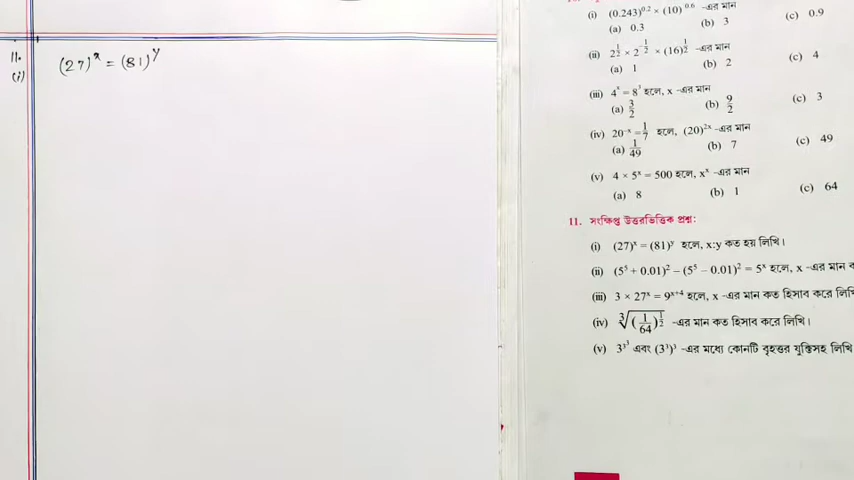 11.
(i) (27)^x = (81)^y
(i) (0.243)^0.2 × (10)^0.6 -এর মান
(a) 0.3 (b) 3 (c) 0.9
(ii) 2^½ × 2^-½ × (16)^½ -এর মান
(a) 1 (b) 2 (c) 4
(iii) 4^x = 8^3 হলে, x -এর মান
(a) 3/2 (b) 9/2 (c) 3
(iv) 20^-x = 1/7 হলে, (20)^2x -এর মান
(a) 1/49 (b) 7 (c) 49
(v) 4 × 5^x = 500 হলে, x^x -এর মান
(a) 8 (b) 1 (c) 64
11. সংক্ষিপ্ত উত্তরভিত্তিক প্রশ্ন:
(i) (27)^x = (81)^y হলে, x:y কত হয় লিখি।
(ii) (5^5 + 0.01)^2 – (5^5 – 0.01)^2 = 5^x হলে, x -এর মান
(iii) 3 × 27^x = 9^x+4 হলে, x -এর মান কত হিসাব করে লিখি
(iv) ∛(1/64)^½ -এর মান কত হিসাব করে লিখি।
(v) 3^3^3 এবং (3^3)^3 -এর মধ্যে কোনটি বৃহত্তর যুক্তিসহ লিখি